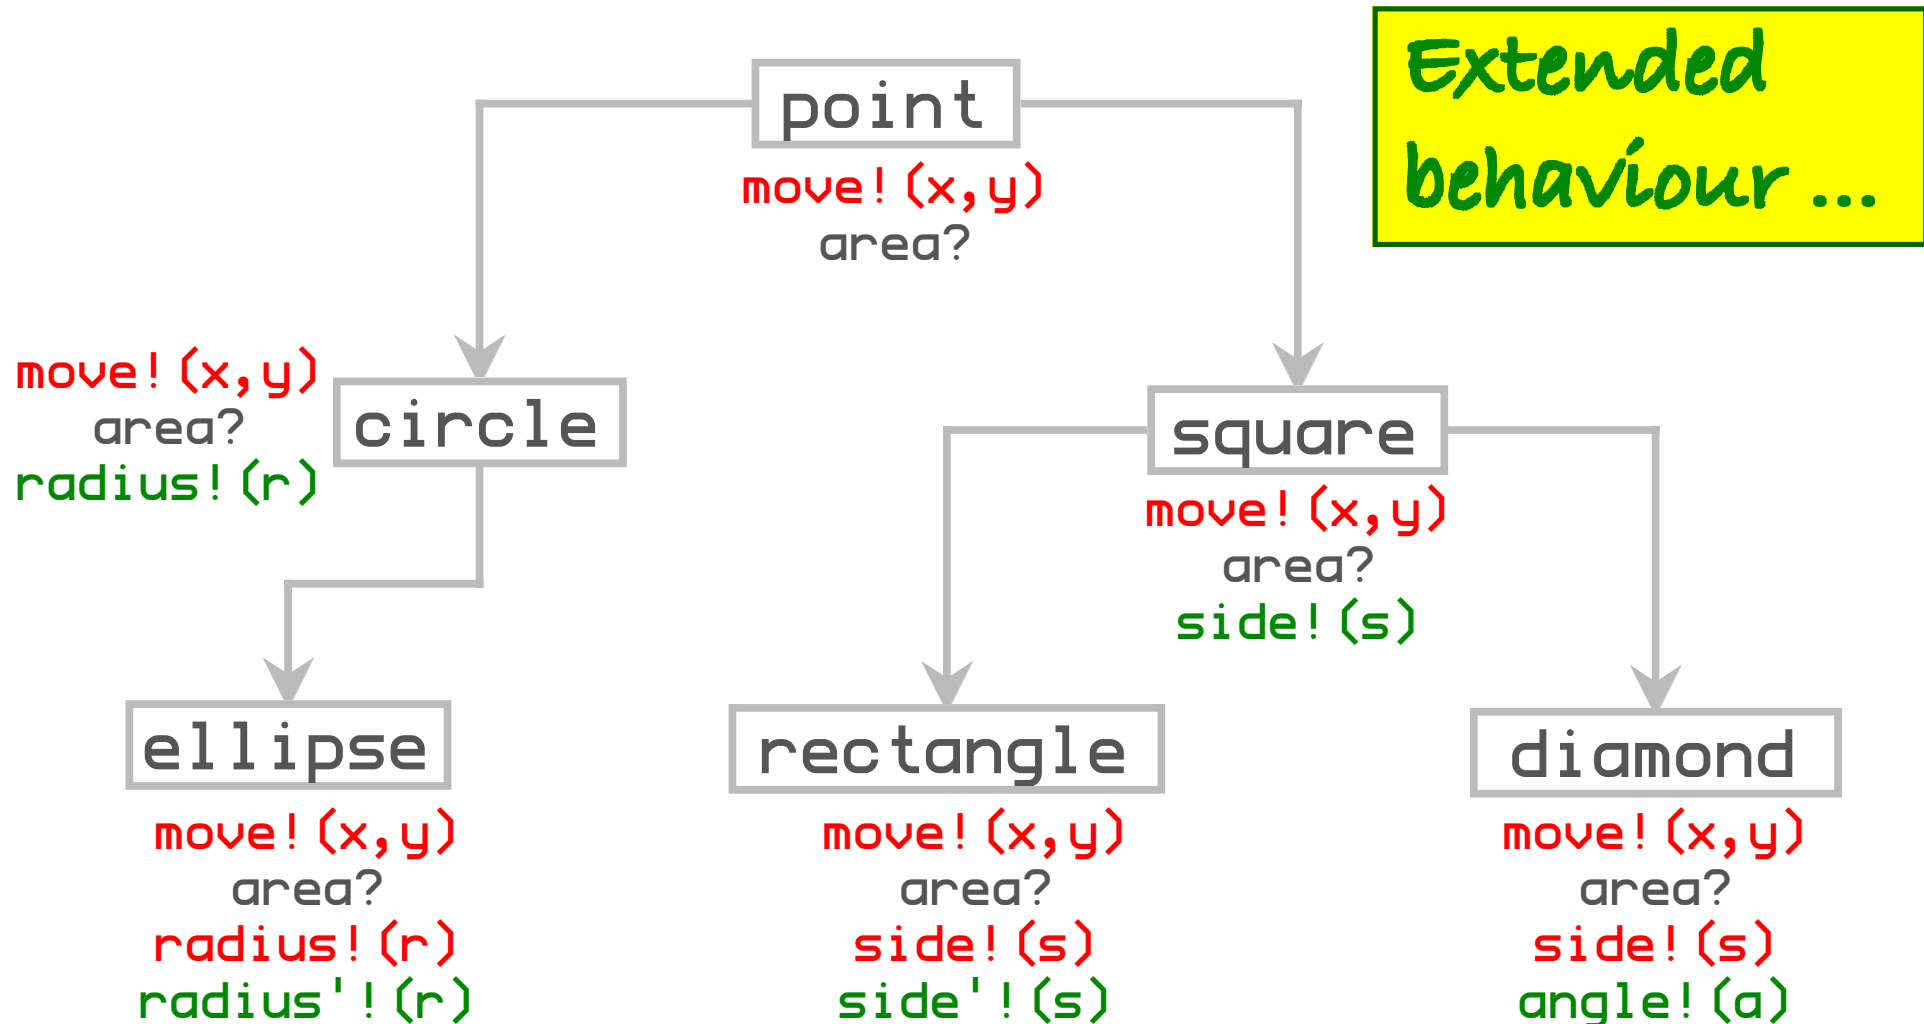 Extended
behaviour ...
point
move!(x,y)
area?
move!(x,y)
area?
radius!(r)
circle
square
move!(x,y)
area?
side!(s)
ellipse
move!(x,y)
area?
radius!(r)
radius'!(r)
rectangle
move!(x,y)
area?
side!(s)
side'!(s)
diamond
move!(x,y)
area?
side!(s)
angle!(a)